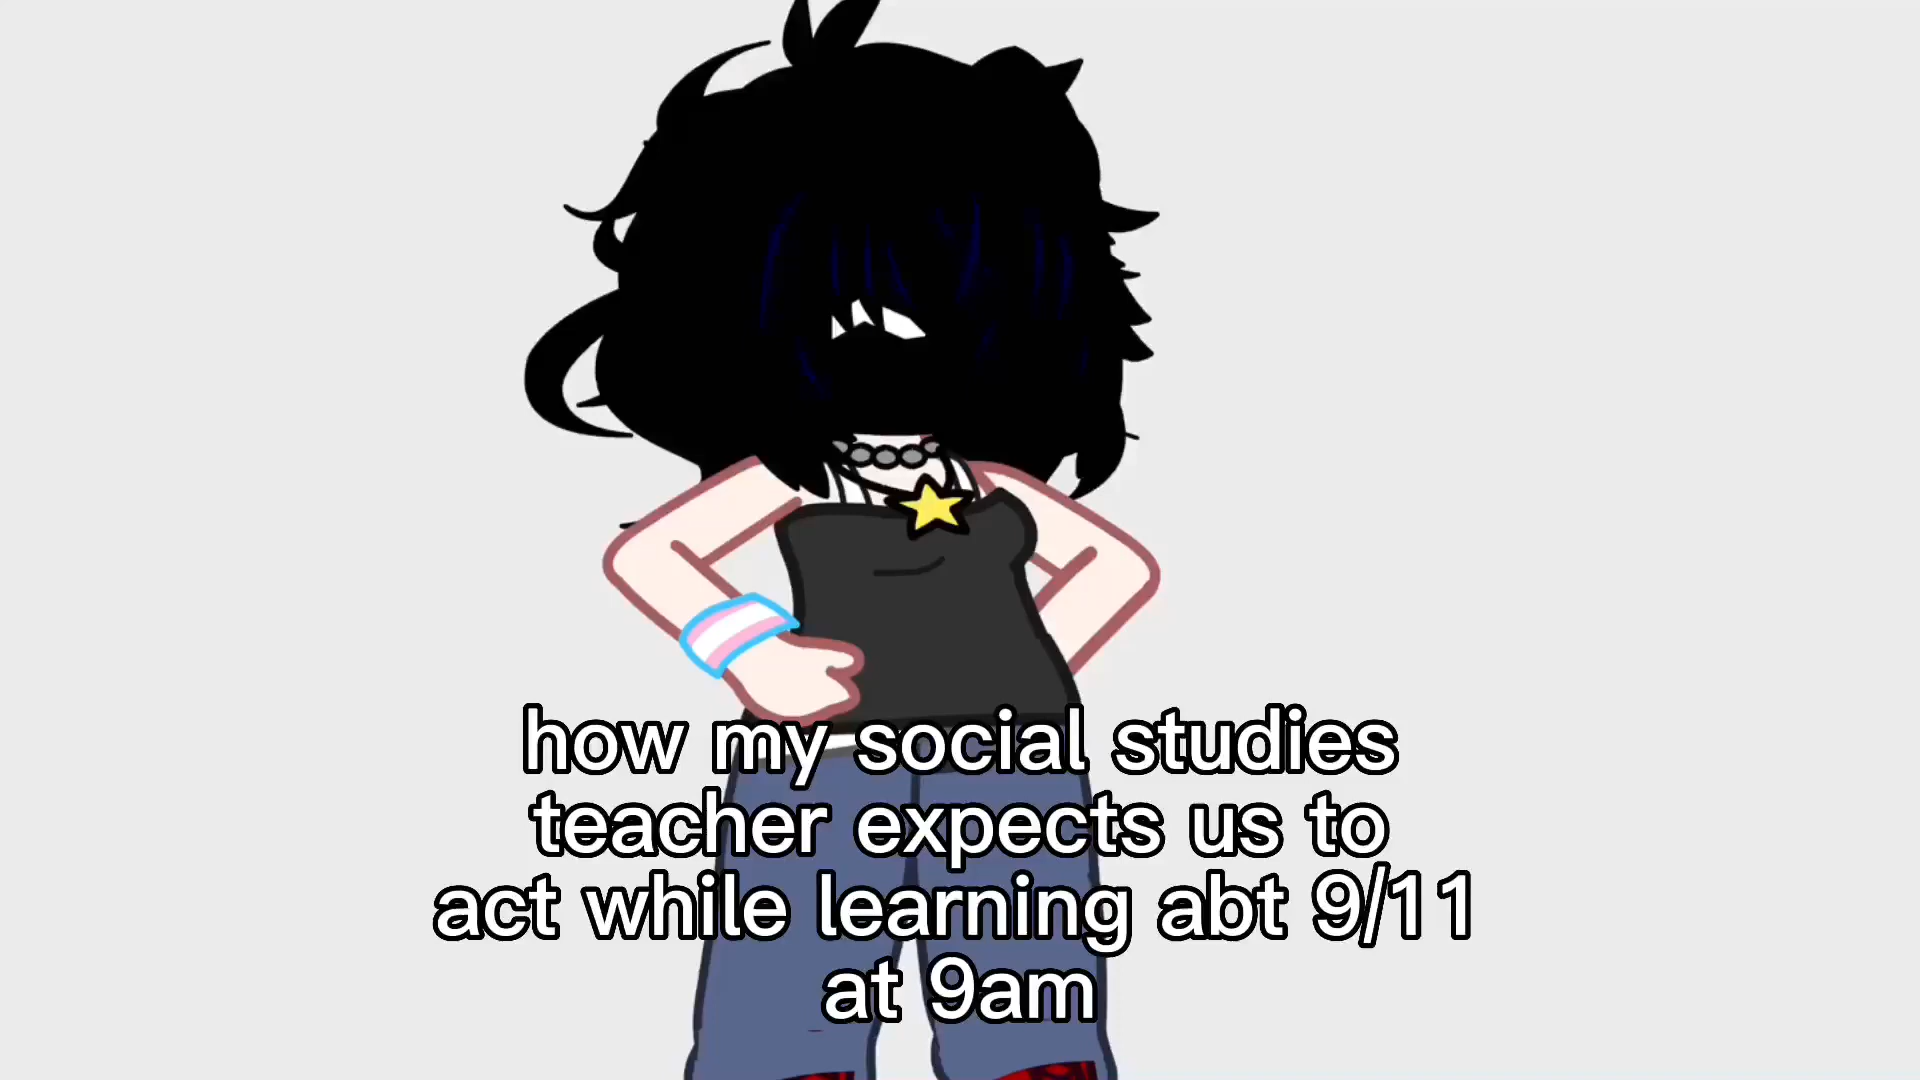 how my social studies
teacher expects us to
act while learning abt 9/11
at 9am